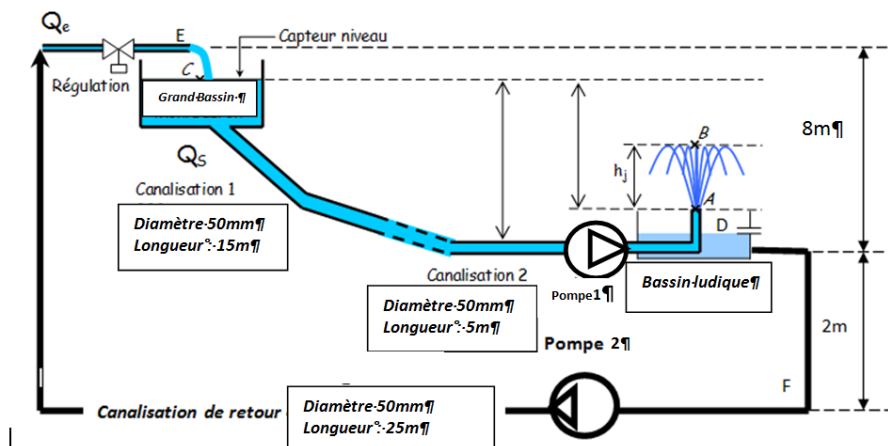 Qe
E
Capteur niveau
C
Régulation
Grand·Bassin·¶
8m¶
B
hj
QS
A
Canalisation 1
D
Diamètre·50mm¶
Longueur°:·15m¶
Canalisation 2
Pompe1¶
Bassin·ludique¶
Diamètre·50mm¶
Longueur°:·5m¶
Pompe 2¶
2m
F
Canalisation de retour
Diamètre·50mm¶
Longueur°:·25m¶